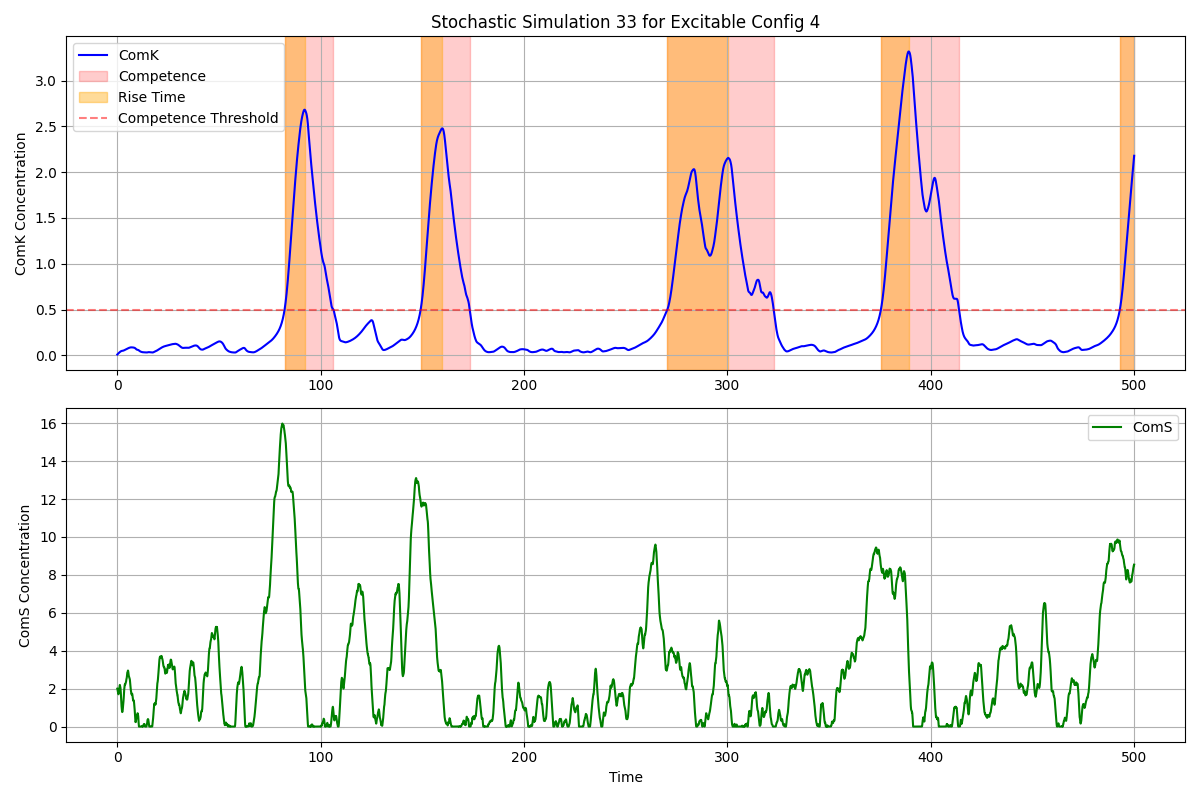 Stochastic Simulation 33 for Excitable Config 4
ComK
Competence
Rise Time
Competence Threshold
ComK Concentration
3.0
2.5
2.0
1.5
1.0
0.5
0.0
0 100 200 300 400 500
ComS
ComS Concentration
16
14
12
10
8
6
4
2
0
0 100 200 300 400 500
Time